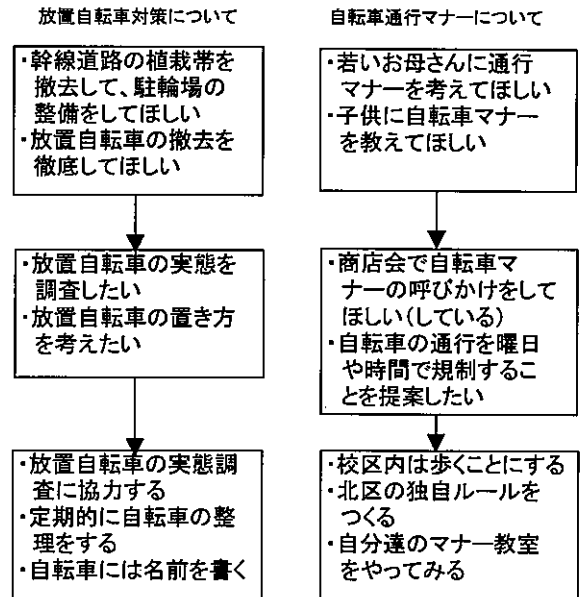 放置自転車対策について
・幹線道路の植栽帯を
撤去して、駐輪場の
整備をしてほしい
・放置自転車の撤去を
徹底してほしい
・放置自転車の実態を
調査したい
・放置自転車の置き方
を考えたい
・放置自転車の実態調
査に協力する
・定期的に自転車の整
理をする
・自転車には名前を書く
自転車通行マナーについて
・若いお母さんに通行
マナーを考えてほしい
・子供に自転車マナー
を教えてほしい
・商店会で自転車マ
ナーの呼びかけをして
ほしい(している)
・自転車の通行を曜日
や時間で規制するこ
とを提案したい
・校区内は歩くことにする
・北区の独自ルールを
つくる
・自分達のマナー教室
をやってみる